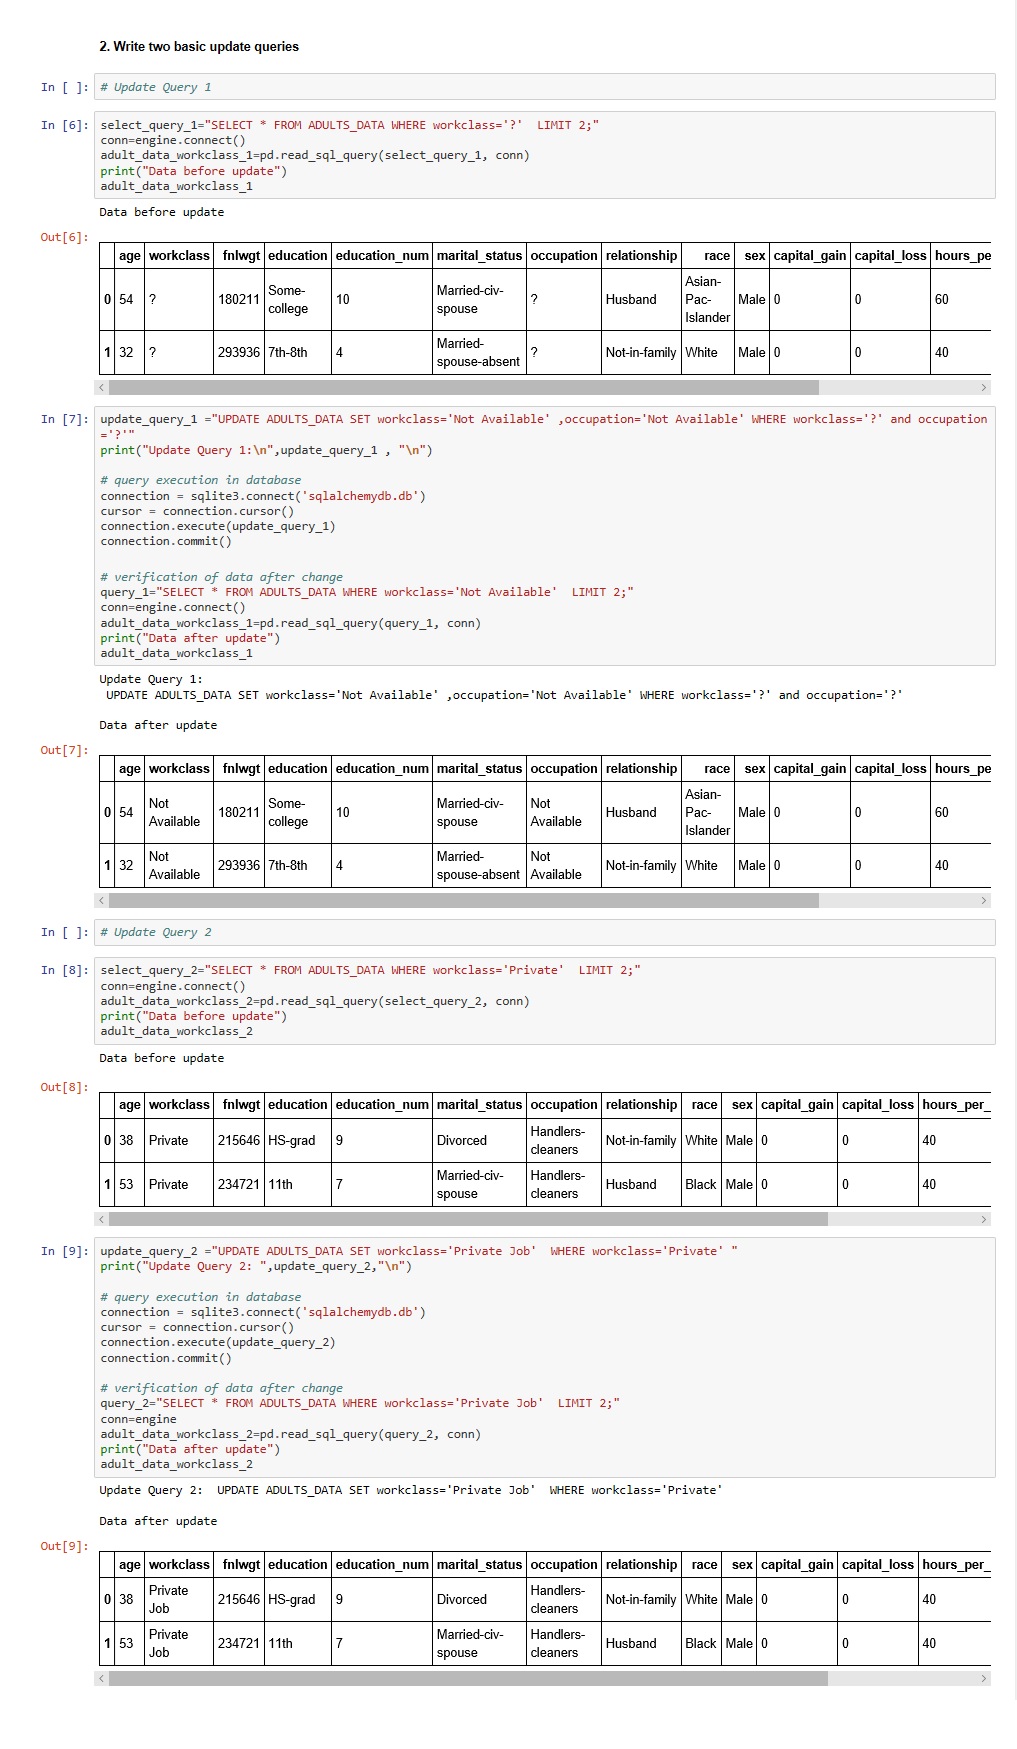 2. Write two basic update queries
In [ ]: # Update Query 1
In [6]: select_query_1="SELECT * FROM ADULTS_DATA WHERE workclass='?'  LIMIT 2;"
conn=engine.connect()
adult_data_workclass_1=pd.read_sql_query(select_query_1, conn)
print("Data before update")
adult_data_workclass_1
Data before update
Out[6]:
age workclass fnlwgt education education_num marital_status occupation relationship race sex capital_gain capital_loss hours_pe
0 54 ? 180211 Some-college 10 Married-civ-spouse ? Husband Asian-Pac-Islander Male 0 0 60
1 32 ? 293936 7th-8th 4 Married-spouse-absent ? Not-in-family White Male 0 0 40
In [7]: update_query_1 ="UPDATE ADULTS_DATA SET workclass='Not Available' ,occupation='Not Available' WHERE workclass='?' and occupation
='?'"
print("Update Query 1:\n",update_query_1 , "\n")
# query execution in database
connection = sqlite3.connect('sqlalchemydb.db')
cursor = connection.cursor()
connection.execute(update_query_1)
connection.commit()
# verification of data after change
query_1="SELECT * FROM ADULTS_DATA WHERE workclass='Not Available'  LIMIT 2;"
conn=engine.connect()
adult_data_workclass_1=pd.read_sql_query(query_1, conn)
print("Data after update")
adult_data_workclass_1
Update Query 1:
UPDATE ADULTS_DATA SET workclass='Not Available' ,occupation='Not Available' WHERE workclass='?' and occupation='?'
Data after update
Out[7]:
age workclass fnlwgt education education_num marital_status occupation relationship race sex capital_gain capital_loss hours_pe
0 54 Not Available 180211 Some-college 10 Married-civ-spouse Not Available Husband Asian-Pac-Islander Male 0 0 60
1 32 Not Available 293936 7th-8th 4 Married-spouse-absent Not Available Not-in-family White Male 0 0 40
In [ ]: # Update Query 2
In [8]: select_query_2="SELECT * FROM ADULTS_DATA WHERE workclass='Private'  LIMIT 2;"
conn=engine.connect()
adult_data_workclass_2=pd.read_sql_query(select_query_2, conn)
print("Data before update")
adult_data_workclass_2
Data before update
Out[8]:
age workclass fnlwgt education education_num marital_status occupation relationship race sex capital_gain capital_loss hours_per_
0 38 Private 215646 HS-grad 9 Divorced Handlers-cleaners Not-in-family White Male 0 0 40
1 53 Private 234721 11th 7 Married-civ-spouse Handlers-cleaners Husband Black Male 0 0 40
In [9]: update_query_2 ="UPDATE ADULTS_DATA SET workclass='Private Job'  WHERE workclass='Private' "
print("Update Query 2: ",update_query_2,"\n")
# query execution in database
connection = sqlite3.connect('sqlalchemydb.db')
cursor = connection.cursor()
connection.execute(update_query_2)
connection.commit()
# verification of data after change
query_2="SELECT * FROM ADULTS_DATA WHERE workclass='Private Job'  LIMIT 2;"
conn=engine
adult_data_workclass_2=pd.read_sql_query(query_2, conn)
print("Data after update")
adult_data_workclass_2
Update Query 2:  UPDATE ADULTS_DATA SET workclass='Private Job'  WHERE workclass='Private'
Data after update
Out[9]:
age workclass fnlwgt education education_num marital_status occupation relationship race sex capital_gain capital_loss hours_per_
0 38 Private Job 215646 HS-grad 9 Divorced Handlers-cleaners Not-in-family White Male 0 0 40
1 53 Private Job 234721 11th 7 Married-civ-spouse Handlers-cleaners Husband Black Male 0 0 40